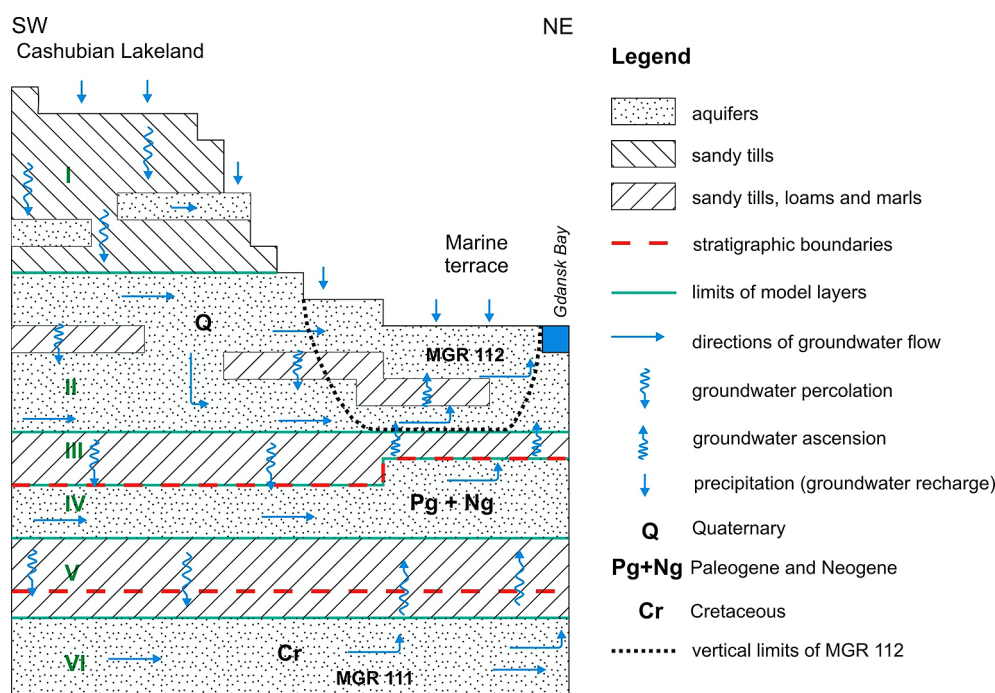 SW
NE
Cashubian Lakeland
I
Marine
terrace
Gdansk Bay
Q
MGR 112
II
III
IV
Pg + Ng
V
Cr
VI
MGR 111
Legend
aquifers
sandy tills
sandy tills, loams and marls
stratigraphic boundaries
limits of model layers
directions of groundwater flow
groundwater percolation
groundwater ascension
precipitation (groundwater recharge)
Q Quaternary
Pg+Ng Paleogene and Neogene
Cr Cretaceous
vertical limits of MGR 112